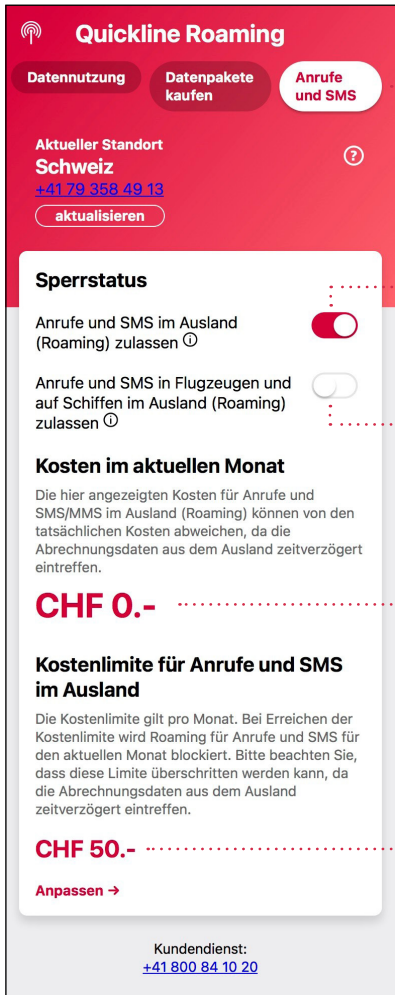 Quickline Roaming
Datennutzung
Datenpakete
kaufen
Anrufe
und SMS
Aktueller Standort
Schweiz
+41 79 358 49 13
aktualisieren
Sperrstatus
Anrufe und SMS im Ausland
(Roaming) zulassen
Anrufe und SMS in Flugzeugen und
auf Schiffen im Ausland (Roaming)
zulassen
Kosten im aktuellen Monat
Die hier angezeigten Kosten für Anrufe und
SMS/MMS im Ausland (Roaming) können von den
tatsächlichen Kosten abweichen, da die
Abrechnungsdaten aus dem Ausland zeitverzögert
eintreffen.
CHF 0.-
Kostenlimite für Anrufe und SMS
im Ausland
Die Kostenlimite gilt pro Monat. Bei Erreichen der
Kostenlimite wird Roaming für Anrufe und SMS für
den aktuellen Monat blockiert. Bitte beachten Sie,
dass diese Limite überschritten werden kann, da
die Abrechnungsdaten aus dem Ausland
zeitverzögert eintreffen.
CHF 50.-
Anpassen →
Kundendienst:
+41 800 84 10 20